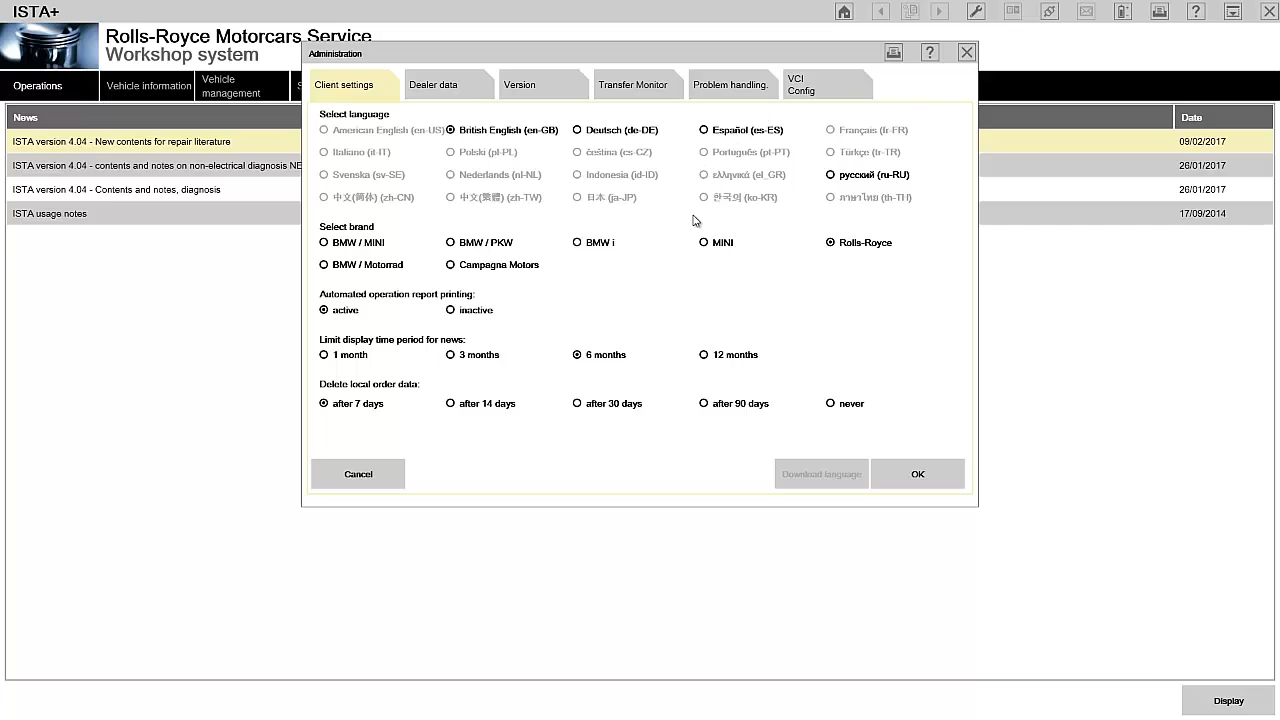 ISTA+
Rolls-Royce Motorcars Service
Workshop system
Operations
Vehicle information
Vehicle management
S
News
Date
ISTA version 4.04 - New contents for repair literature
09/02/2017
ISTA version 4.04 - contents and notes on non-electrical diagnosis NE
26/01/2017
ISTA version 4.04 - Contents and notes, diagnosis
26/01/2017
ISTA usage notes
17/09/2014
Administration
?
Client settings
Dealer data
Version
Transfer Monitor
Problem handling.
VCI
Config
Select language
American English (en-US) British English (en-GB) Deutsch (de-DE) Español (es-ES) Français (fr-FR)
Italiano (it-IT) Polski (pl-PL) čeština (cs-CZ) Português (pt-PT) Türkçe (tr-TR)
Svenska (sv-SE) Nederlands (nl-NL) Indonesia (id-ID) ελληνικά (el_GR) русский (ru-RU)
中文(简体) (zh-CN) 中文(繁體) (zh-TW) 日本 (ja-JP) 한국의 (ko-KR) ภาษาไทย (th-TH)
Select brand
BMW / MINI BMW / PKW BMW i MINI Rolls-Royce
BMW / Motorrad Campagna Motors
Automated operation report printing:
active inactive
Limit display time period for news:
1 month 3 months 6 months 12 months
Delete local order data:
after 7 days after 14 days after 30 days after 90 days never
Cancel
Download language
OK
Display